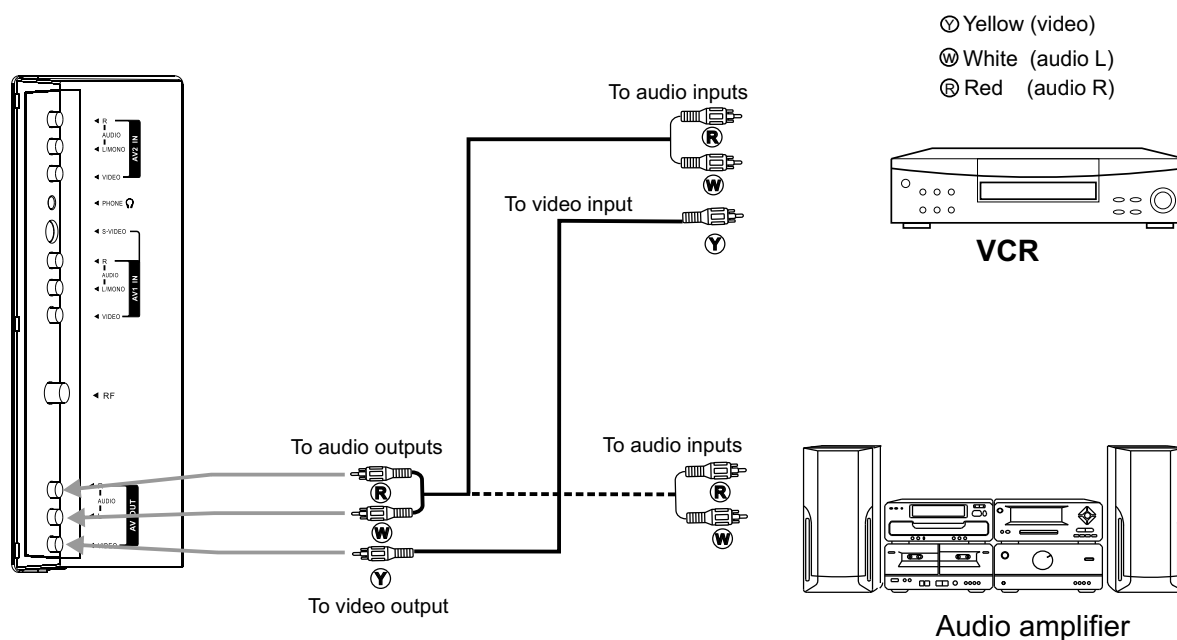 Ⓨ Yellow (video)
Ⓦ White (audio L)
Ⓡ Red (audio R)
To audio inputs
R
W
To video input
Y
VCR
R
AUDIO
L/MONO
VIDEO
AV2 IN
PHONE
S-VIDEO
R
AUDIO
L/MONO
VIDEO
AV1 IN
RF
AUDIO
VIDEO
AV OUT
To audio outputs
R
W
Y
To video output
To audio inputs
R
W
Audio amplifier